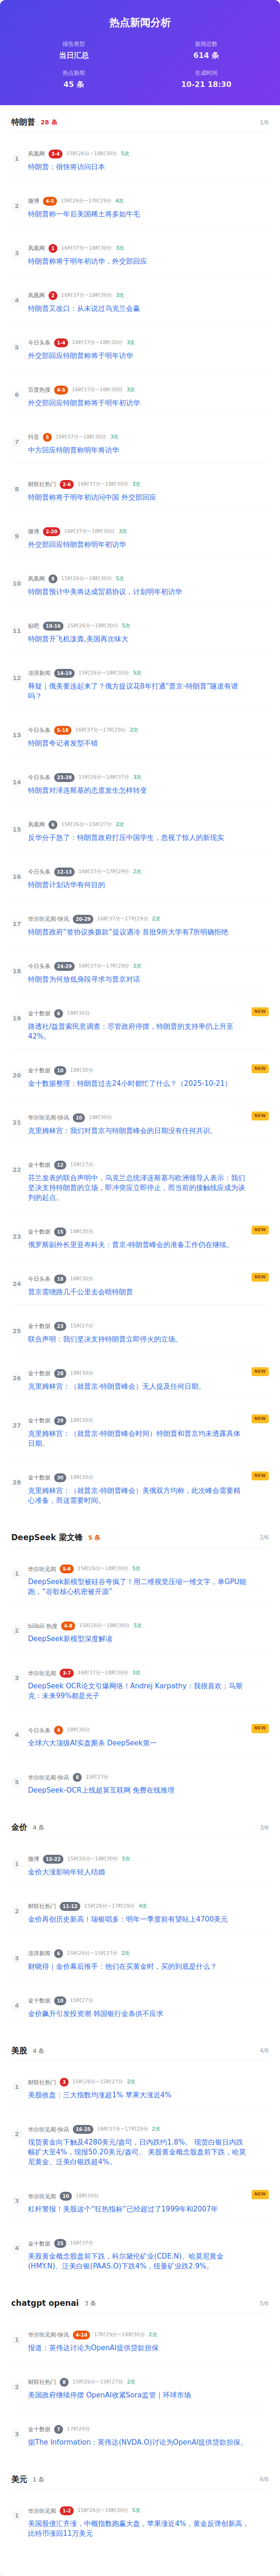 热点新闻分析
报告类型
当日汇总
新闻总数
614 条
热点新闻
45 条
生成时间
10-21 18:30
特朗普 28 条 1/6
1
凤凰网 3-4 15时26分~18时30分 5次
特朗普：很快将访问日本
2
微博 4-5 15时26分~17时29分 4次
特朗普称一年后美国稀土将多如牛毛
3
凤凰网 1 16时37分~18时30分 3次
特朗普称将于明年初访华，外交部回应
4
凤凰网 2 16时37分~18时30分 3次
特朗普又改口：从未说过乌克兰会赢
5
今日头条 1-4 16时37分~18时30分 3次
外交部回应特朗普称将于明年访华
6
百度热搜 4-5 16时37分~18时30分 3次
外交部回应特朗普称将于明年初访华
7
抖音 5 16时37分~18时30分 3次
中方回应特朗普称明年将访华
8
财联社热门 2-6 16时37分~18时30分 3次
特朗普称将于明年初访问中国 外交部回应
9
微博 2-20 16时37分~18时30分 3次
外交部回应特朗普称明年初访华
10
凤凰网 8 15时26分~18时30分 5次
特朗普预计中美将达成贸易协议，计划明年初访华
11
贴吧 10-16 15时26分~18时30分 5次
特朗普开飞机泼粪,美国再次味大
12
澎湃新闻 14-19 15时26分~18时30分 5次
释疑｜俄美要连起来了？俄方提议花8年打通“普京-特朗普”隧道有谱
吗？
13
今日头条 5-18 16时37分~17时29分 2次
特朗普夸记者发型不错
14
今日头条 23-28 15时26分~16时37分 3次
特朗普对泽连斯基的态度发生怎样转变
15
凤凰网 6 15时26分~15时27分 2次
反华分子急了：特朗普政府打压中国学生，忽视了惊人的新现实
16
今日头条 12-13 16时37分~17时29分 2次
特朗普计划访华有何目的
17
华尔街见闻-快讯 20-29 16时37分~17时29分 2次
特朗普政府“签协议换拨款”提议遇冷 首批9所大学有7所明确拒绝
18
今日头条 24-29 16时37分~17时29分 2次
特朗普为何放低身段寻求与普京对话
19
金十数据 6 18时30分 NEW
路透社/益普索民意调查：尽管政府停摆，特朗普的支持率仍上升至
42%。
20
金十数据 10 18时30分 NEW
金十数据整理：特朗普过去24小时都忙了什么？（2025-10-21）
21
华尔街见闻-快讯 10 18时30分 NEW
克里姆林宫：我们对普京与特朗普峰会的日期没有任何共识。
22
金十数据 12 15时27分
芬兰发表的联合声明中，乌克兰总统泽连斯基与欧洲领导人表示：我们
坚决支持特朗普的立场，即冲突应立即停止，而当前的接触线应成为谈
判的起点。
23
金十数据 15 18时30分 NEW
俄罗斯副外长里亚布科夫：普京-特朗普峰会的准备工作仍在继续。
24
今日头条 18 18时30分 NEW
普京需绕路几千公里去会晤特朗普
25
金十数据 23 15时27分
联合声明：我们坚决支持特朗普立即停火的立场。
26
金十数据 28 18时30分 NEW
克里姆林宫：（就普京-特朗普峰会）无人提及任何日期。
27
金十数据 29 18时30分 NEW
克里姆林宫：（就普京-特朗普峰会时间）特朗普和普京均未透露具体
日期。
28
金十数据 30 18时30分 NEW
克里姆林宫：（就普京-特朗普峰会）美俄双方均称，此次峰会需要精
心准备，而这需要时间。
DeepSeek 梁文锋 5 条 2/6
1
华尔街见闻 5-6 15时26分~18时30分 5次
DeepSeek新模型被硅谷夸疯了！用二维视觉压缩一维文字，单GPU能
跑，“谷歌核心机密被开源”
2
bilibili 热搜 4-8 15时26分~18时30分 5次
DeepSeek新模型深度解读
3
华尔街见闻 3-7 16时37分~18时30分 3次
DeepSeek OCR论文引爆网络！Andrej Karpathy：我很喜欢；马斯
克：未来99%都是光子
4
今日头条 4 18时30分 NEW
全球六大顶级AI实盘厮杀 DeepSeek第一
5
华尔街见闻-快讯 8 15时27分
DeepSeek-OCR上线超算互联网 免费在线推理
金价 4 条 3/6
1
微博 15-22 15时26分~18时30分 5次
金价大涨影响年轻人结婚
2
财联社热门 11-12 15时26分~17时29分 4次
金价再创历史新高！瑞银唱多：明年一季度前有望站上4700美元
3
澎湃新闻 6 15时26分~15时27分 2次
财晓得｜金价幕后推手：他们在买黄金时，买的到底是什么？
4
金十数据 10 15时27分
金价飙升引发投资潮 韩国银行金条供不应求
美股 4 条 4/6
1
财联社热门 3 15时26分~15时27分 2次
美股收盘：三大指数均涨超1% 苹果大涨近4%
2
华尔街见闻-快讯 16-25 16时37分~17时29分 2次
现货黄金向下触及4280美元/盎司，日内跌约1.8%。 现货白银日内跌
幅扩大至4%，现报50.20美元/盎司。 美股黄金概念股盘前下跌，哈莫
尼黄金、泛美白银跌超4%。
3
华尔街见闻 10 18时30分 NEW
杠杆警报！美股这个“狂热指标”已经超过了1999年和2007年
4
金十数据 25 16时37分
美股黄金概念股盘前下跌，科尔黛伦矿业(CDE.N)、哈莫尼黄金
(HMY.N)、泛美白银(PAAS.O)下跌4%，纽曼矿业跌2.9%。
chatgpt openai 3 条 5/6
1
华尔街见闻-快讯 4-14 17时29分~18时30分 2次
报道：英伟达讨论为OpenAI提供贷款担保
2
财联社热门 8 15时26分~15时27分 2次
美国政府继续停摆 OpenAI收紧Sora监管｜环球市场
3
金十数据 7 17时29分
据The Information：英伟达(NVDA.O)讨论为OpenAI提供贷款担保。
美元 1 条 6/6
1
华尔街见闻 1-2 15时26分~18时30分 5次
美国股债汇齐涨，中概指数跑赢大盘，苹果涨近4%，黄金反弹创新高，
比特币涨回11万美元